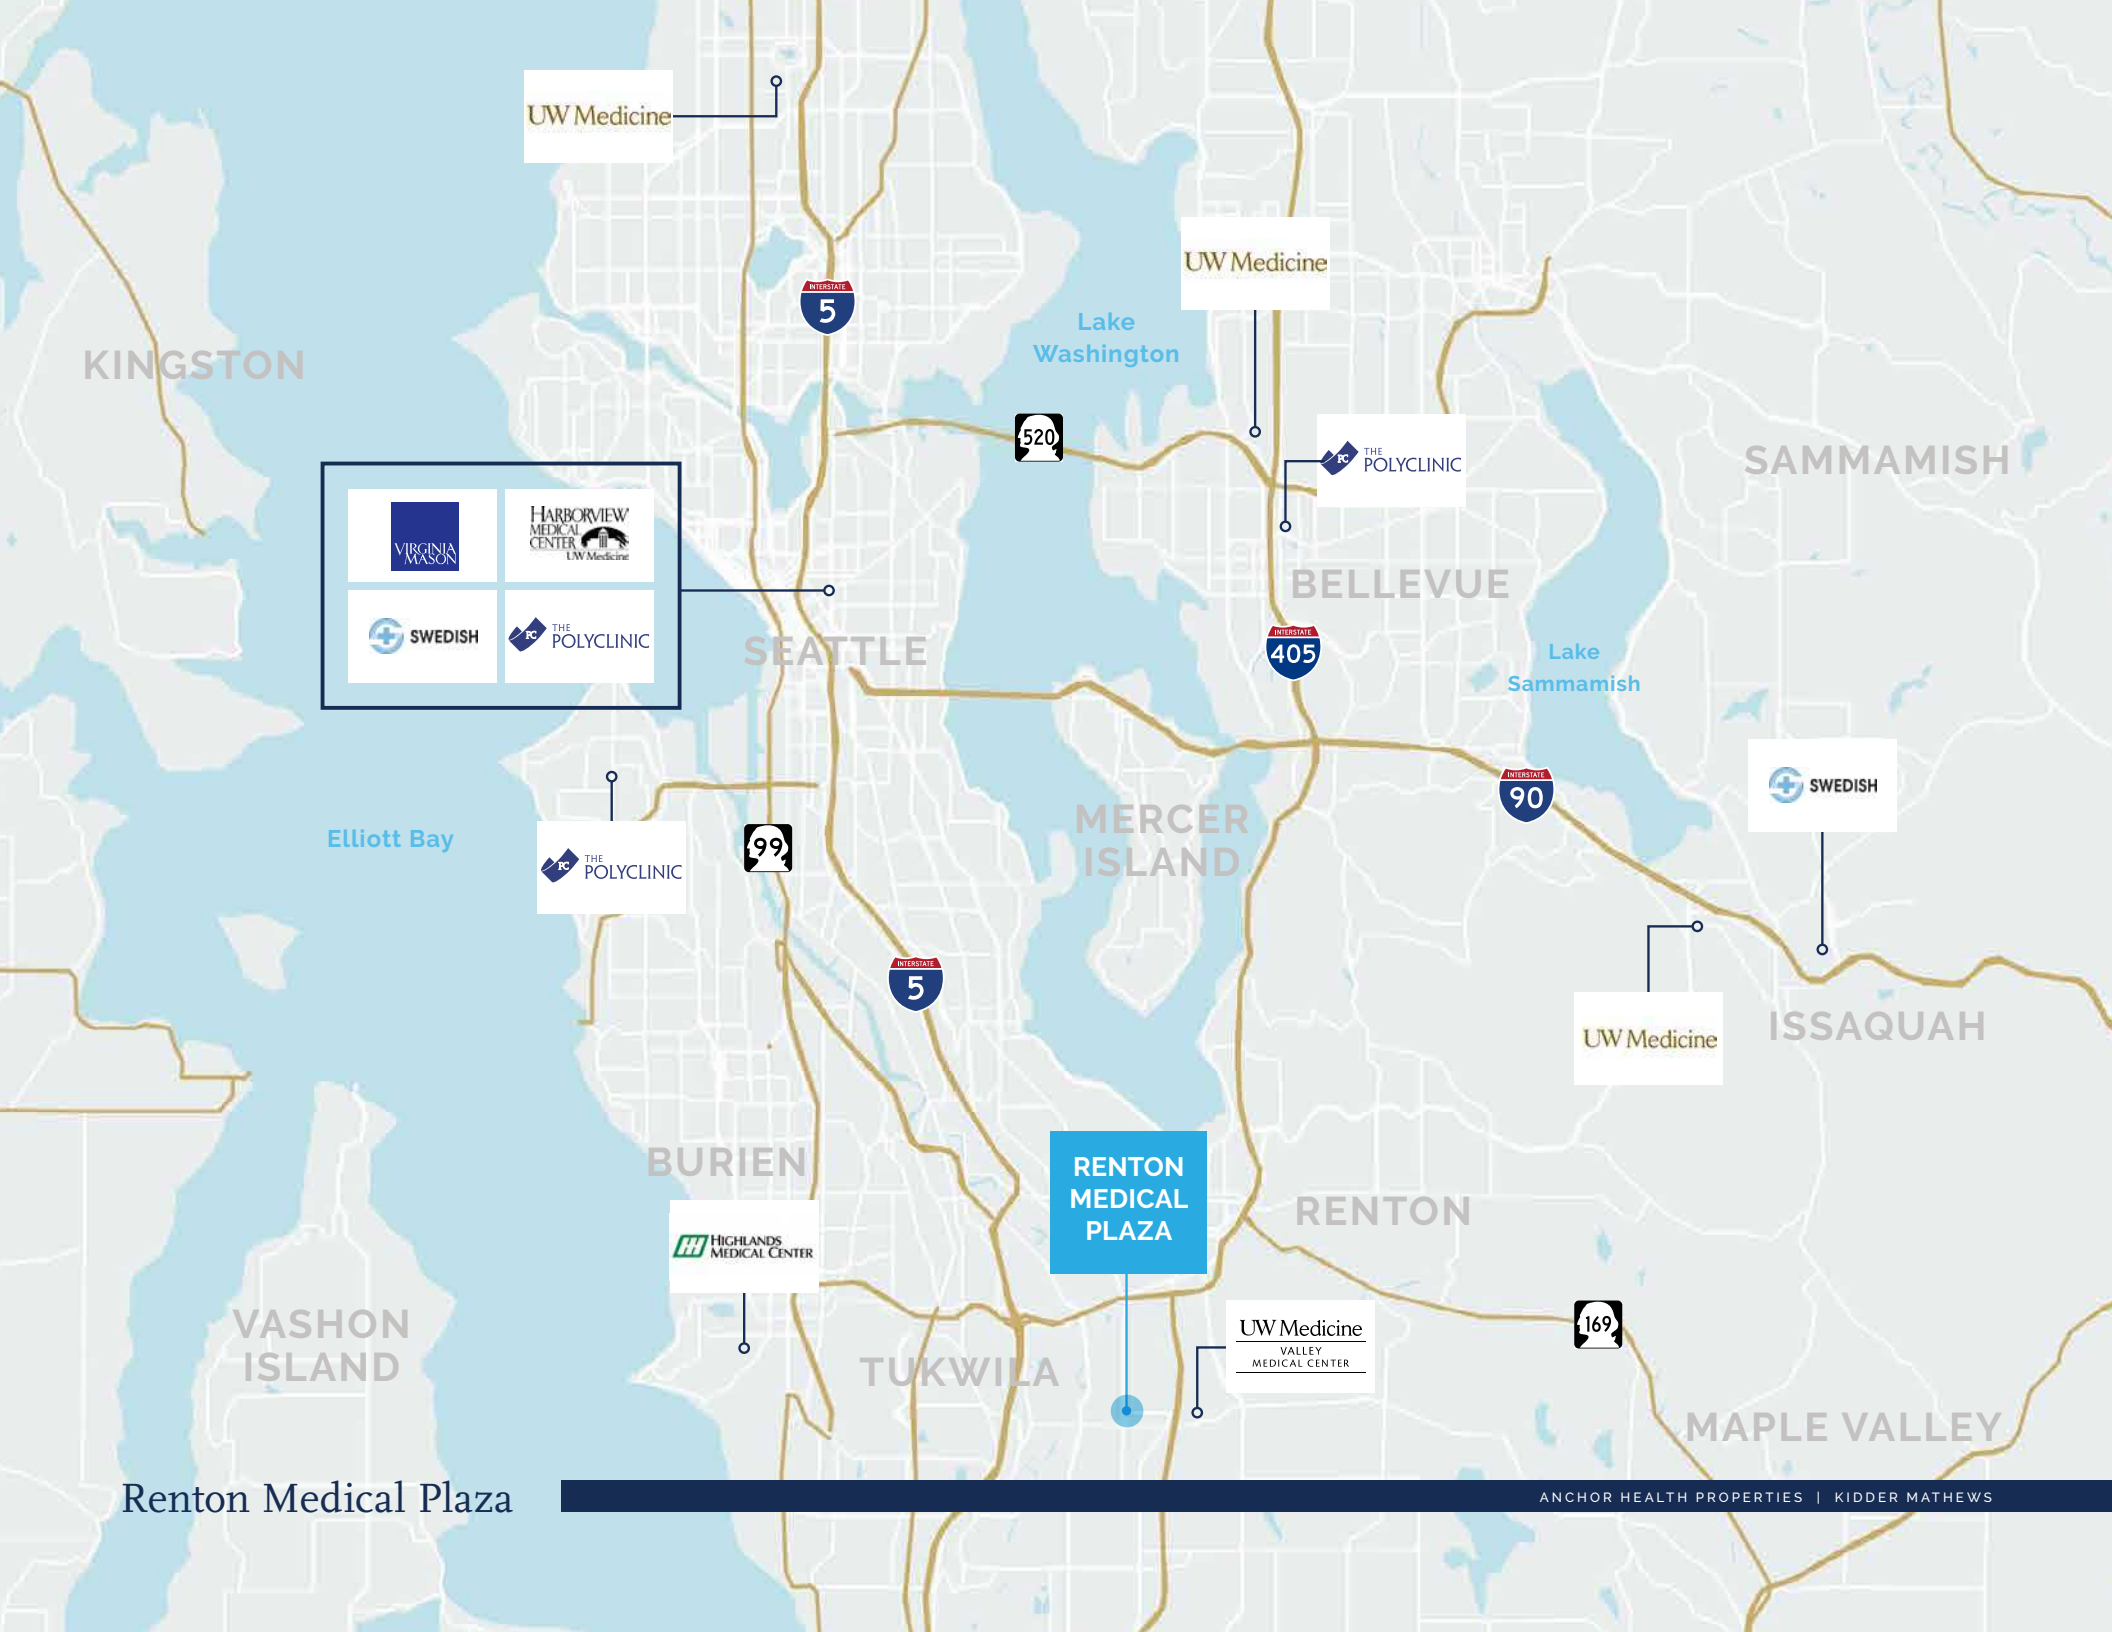 UW Medicine
UW Medicine
INTERSTATE
5
Lake
Washington
KINGSTON
520
THE
POLYCLINIC
PC
SAMMAMISH
VIRGINIA
MASON
HARBORVIEW
MEDICAL
CENTER
UW Medicine
SWEDISH
PC
THE
POLYCLINIC
BELLEVUE
SEATTLE
INTERSTATE
405
Lake
Sammamish
SWEDISH
INTERSTATE
90
MERCER
ISLAND
Elliott Bay
99
PC
THE
POLYCLINIC
INTERSTATE
5
UW Medicine
ISSAQUAH
BURIEN
RENTON
MEDICAL
PLAZA
RENTON
HIGHLANDS
MEDICAL CENTER
VASHON
ISLAND
TUKWILA
UW Medicine
VALLEY
MEDICAL CENTER
169
MAPLE VALLEY
Renton Medical Plaza
ANCHOR HEALTH PROPERTIES | KIDDER MATHEWS